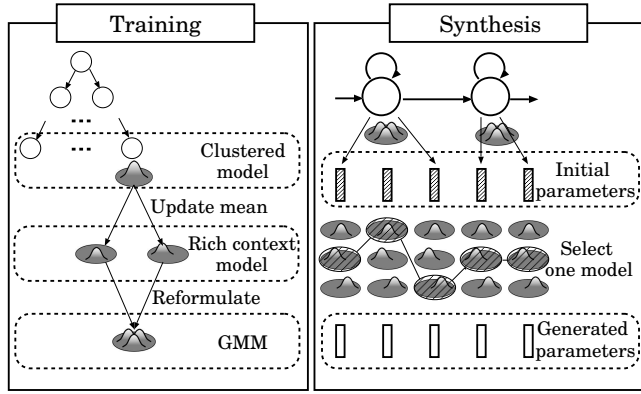 Training
...
...
Clustered
model
Update mean
Rich context
model
Reformulate
GMM
Synthesis
Initial
parameters
Select
one model
Generated
parameters